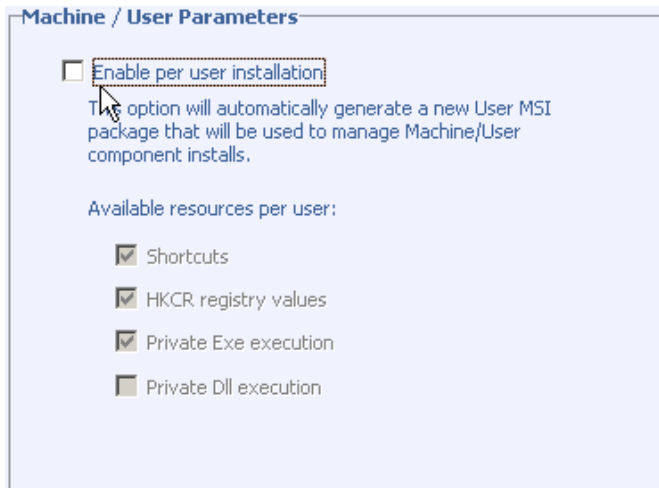 Machine / User Parameters
Enable per user installation
This option will automatically generate a new User MSI
package that will be used to manage Machine/User
component installs.
Available resources per user:
Shortcuts
HKCR registry values
Private Exe execution
Private Dll execution